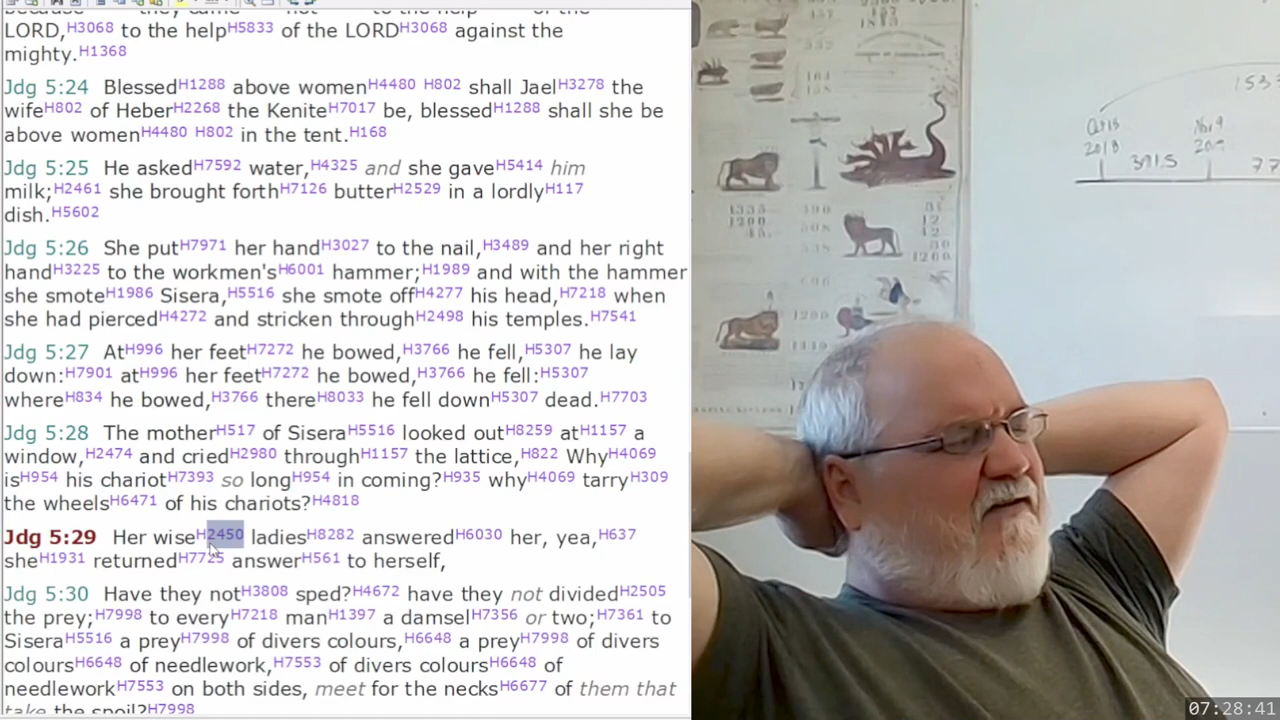 LORD,H3068 to the helpH5833 of the LORDH3068 against the
mighty.H1368
Jdg 5:24 BlessedH1288 above womenH4480 H802 shall JaelH3278 the
wifeH802 of HeberH2268 the KeniteH7017 be, blessedH1288 shall she be
above womenH4480 H802 in the tent.H168
Jdg 5:25 He askedH7592 water,H4325 and she gaveH5414 him
milk;H2461 she brought forthH7126 butterH2529 in a lordlyH117
dish.H5602
Jdg 5:26 She putH7971 her handH3027 to the nail,H3489 and her right
handH3225 to the workmen'sH6001 hammer;H1989 and with the hammer
she smoteH1986 Sisera,H5516 she smote offH4277 his head,H7218 when
she had piercedH4272 and stricken throughH2498 his temples.H7541
Jdg 5:27 AtH996 her feetH7272 he bowed,H3766 he fell,H5307 he lay
down:H7901 atH996 her feetH7272 he bowed,H3766 he fell:H5307
whereH834 he bowed,H3766 thereH8033 he fell downH5307 dead.H7703
Jdg 5:28 The motherH517 of SiseraH5516 looked outH8259 atH1157 a
window,H2474 and criedH2980 throughH1157 the lattice,H822 WhyH4069
isH954 his chariotH7393 so longH954 in coming?H935 whyH4069 tarryH309
the wheelsH6471 of his chariots?H4818
Jdg 5:29 Her wiseH2450 ladiesH8282 answeredH6030 her, yea,H637
sheH1931 returnedH7725 answerH561 to herself,
Jdg 5:30 Have they notH3808 sped?H4672 have they not dividedH2505
the prey;H7998 to everyH7218 manH1397 a damselH7356 or two;H7361 to
SiseraH5516 a preyH7998 of divers colours,H6648 a preyH7998 of divers
coloursH6648 of needlework,H7553 of divers coloursH6648 of
needleworkH7553 on both sides, meet for the necksH6677 of them that
take the spoil?H7998
1535
391.5
77
1335
1200
07:28:41